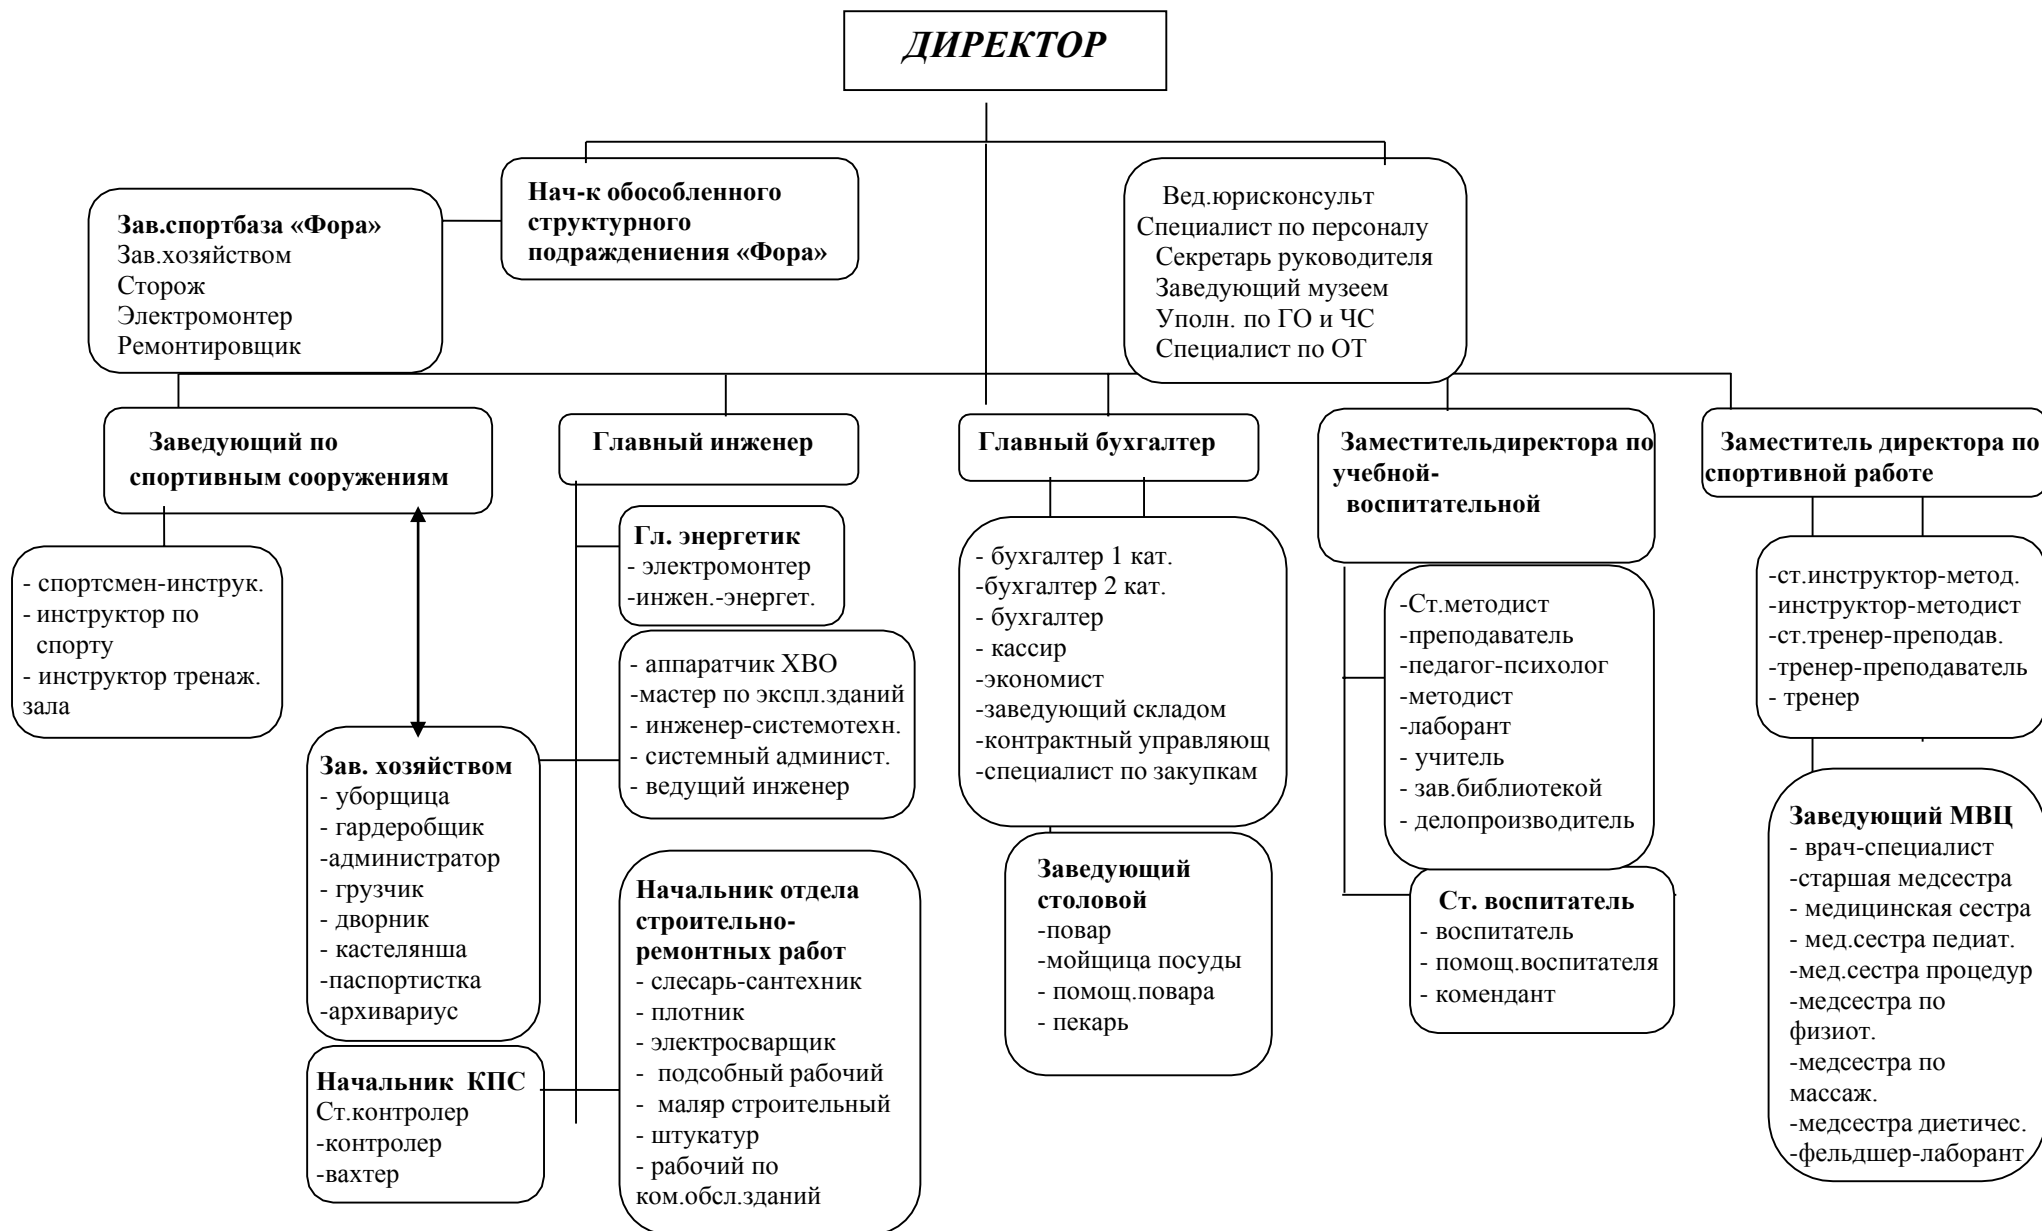 ДИРЕКТОР
Нач-к обособленного
структурного
подраждениения «Фора»
Зав.спортбаза «Фора»
Зав.хозяйством
Сторож
Электромонтер
Ремонтировщик
Вед.юрисконсульт
Специалист по персоналу
Секретарь руководителя
Заведующий музеем
Уполн. по ГО и ЧС
Специалист по ОТ
Заведующий по
спортивным сооружениям
Главный инженер
Главный бухгалтер
Заместительдиректора по
учебной-
воспитательной
Заместитель директора по
спортивной работе
- спортсмен-инструк.
- инструктор по
спорту
- инструктор тренаж.
зала
Зав. хозяйством
- уборщица
- гардеробщик
-администратор
- грузчик
- дворник
- кастелянша
-паспортистка
-архивариус
Начальник КПС
Ст.контролер
-контролер
-вахтер
Гл. энергетик
- электромонтер
-инжен.-энергет.
- аппаратчик ХВО
-мастер по экспл.зданий
- инженер-системотехн.
- системный админист.
- ведущий инженер
Начальник отдела
строительно-
ремонтных работ
- слесарь-сантехник
- плотник
- электросварщик
- подсобный рабочий
- маляр строительный
- штукатур
- рабочий по
ком.обсл.зданий
- бухгалтер 1 кат.
-бухгалтер 2 кат.
- бухгалтер
- кассир
-экономист
-заведующий складом
-контрактный управляющ
-специалист по закупкам
Заведующий
столовой
-повар
-мойщица посуды
- помощ.повара
- пекарь
-Ст.методист
-преподаватель
-педагог-психолог
-методист
-лаборант
- учитель
- зав.библиотекой
- делопроизводитель
Ст. воспитатель
- воспитатель
- помощ.воспитателя
- комендант
-ст.инструктор-метод.
-инструктор-методист
-ст.тренер-преподав.
-тренер-преподаватель
- тренер
Заведующий МВЦ
- врач-специалист
-старшая медсестра
- медицинская сестра
- мед.сестра педиат.
-мед.сестра процедур
-медсестра по
физиот.
-медсестра по
массаж.
-медсестра диетичес.
-фельдшер-лаборант